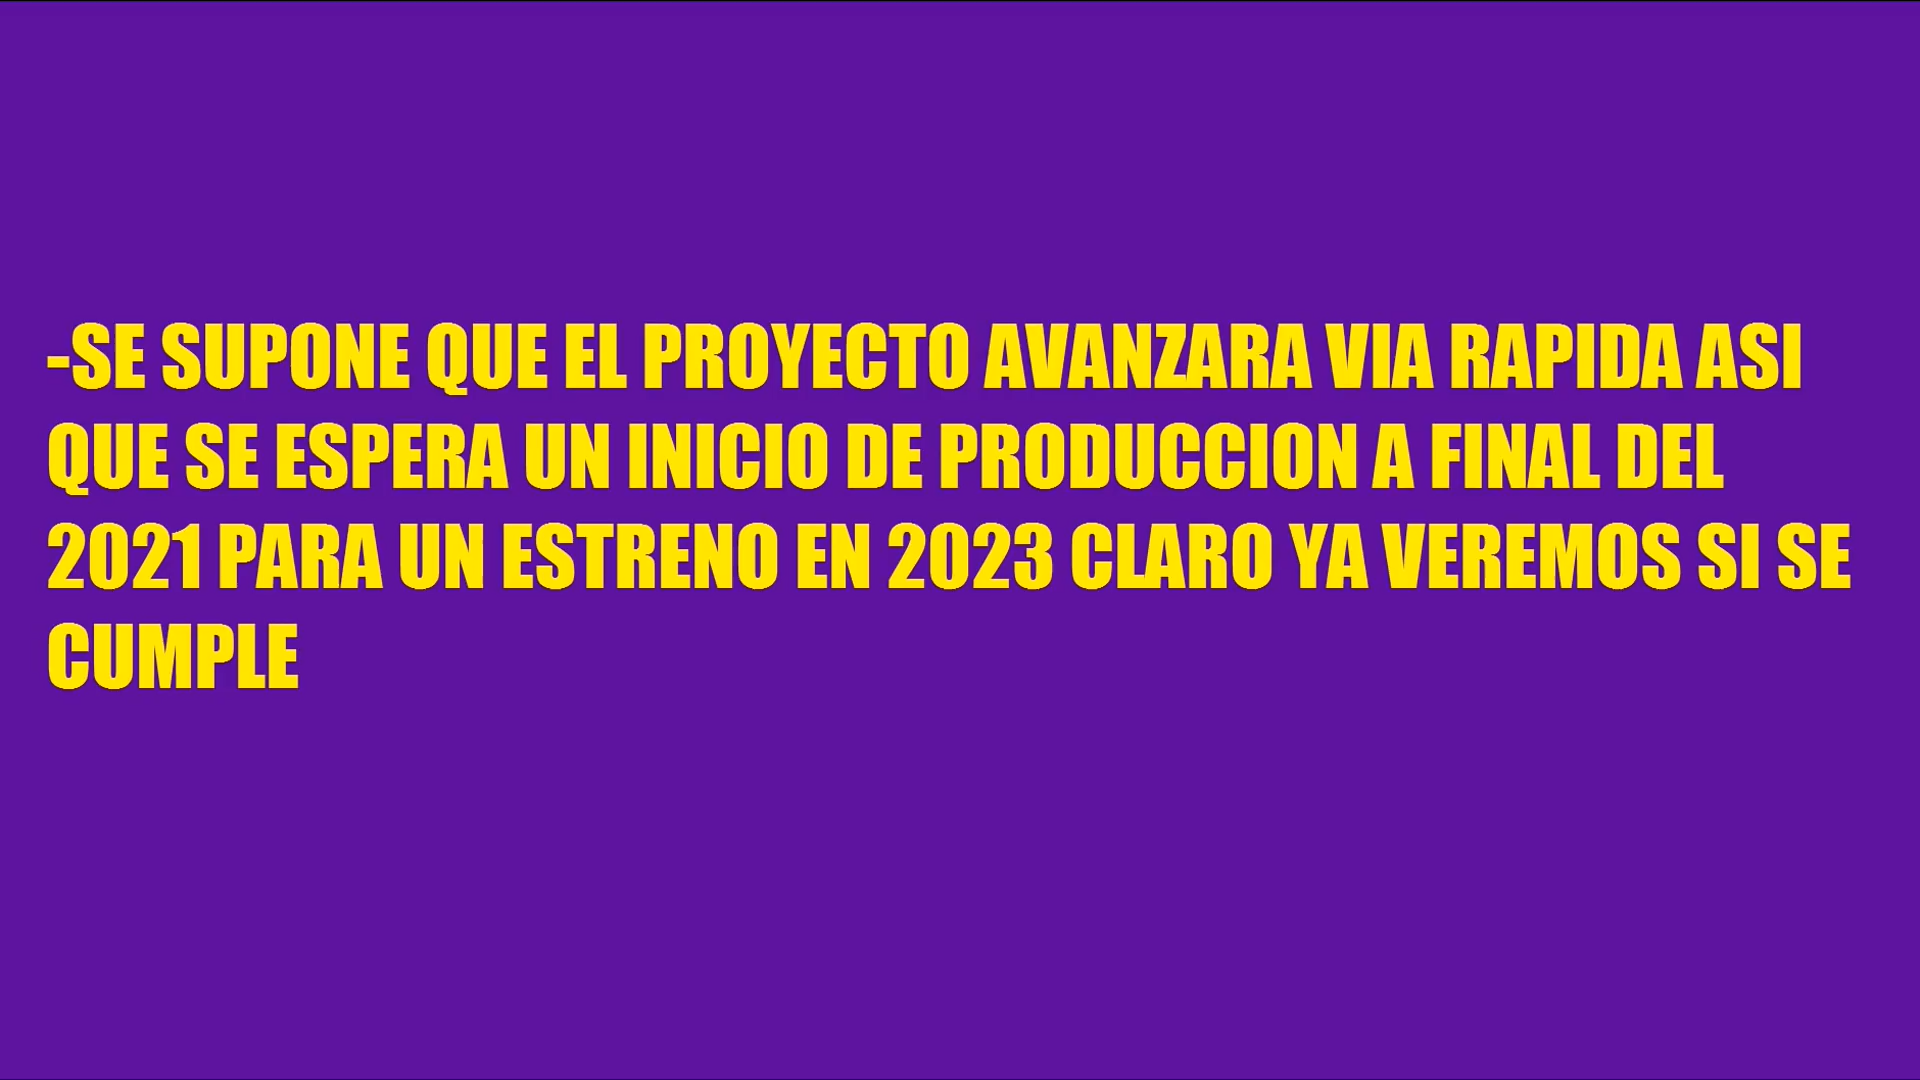 -SE SUPONE QUE EL PROYECTO AVANZARA VIA RAPIDA ASI
QUE SE ESPERA UN INICIO DE PRODUCCION A FINAL DEL
2021 PARA UN ESTRENO EN 2023 CLARO YA VEREMOS SI SE
CUMPLE